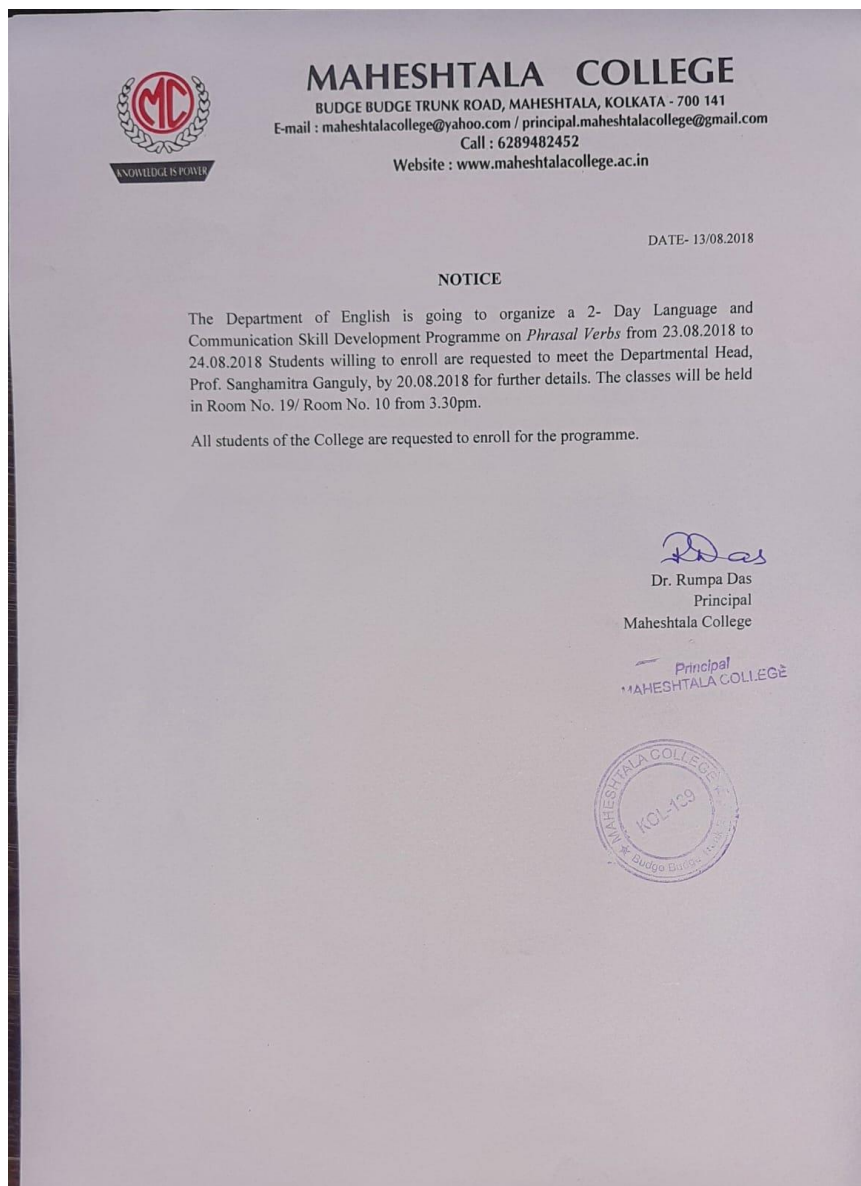 MC
KNOWLEDGE IS POWER
MAHESHTALA COLLEGE
BUDGE BUDGE TRUNK ROAD, MAHESHTALA, KOLKATA - 700 141
E-mail : maheshtalacollege@yahoo.com / principal.maheshtalacollege@gmail.com
Call : 6289482452
Website : www.maheshtalacollege.ac.in
DATE- 13/08.2018
NOTICE
The Department of English is going to organize a 2- Day Language and
Communication Skill Development Programme on Phrasal Verbs from 23.08.2018 to
24.08.2018 Students willing to enroll are requested to meet the Departmental Head,
Prof. Sanghamitra Ganguly, by 20.08.2018 for further details. The classes will be held
in Room No. 19/ Room No. 10 from 3.30pm.
All students of the College are requested to enroll for the programme.
RDas
Dr. Rumpa Das
Principal
Maheshtala College
Principal
MAHESHTALA COLLEGE
MAHESHTALA COLLEGE
Budge Budge